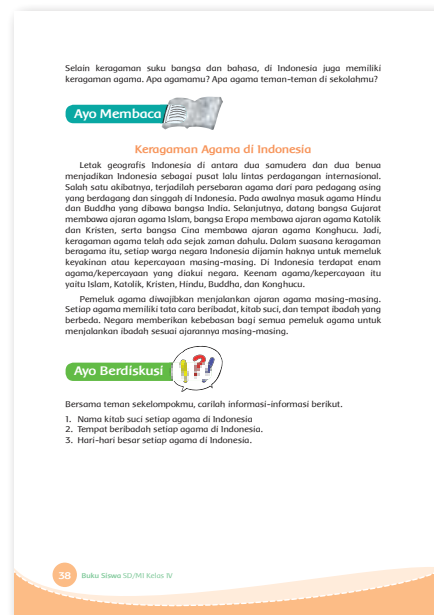 Selain keragaman suku bangsa dan bahasa, di Indonesia juga memiliki
keragaman agama. Apa agamamu? Apa agama teman-teman di sekolahmu?
Ayo Membaca
Keragaman Agama di Indonesia
Letak geografis Indonesia di antara dua samudera dan dua benua
menjadikan Indonesia sebagai pusat lalu lintas perdagangan internasional.
Salah satu akibatnya, terjadilah persebaran agama dari para pedagang asing
yang berdagang dan singgah di Indonesia. Pada awalnya masuk agama Hindu
dan Buddha yang dibawa bangsa India. Selanjutnya, datang bangsa Gujarat
membawa ajaran agama Islam, bangsa Eropa membawa ajaran agama Katolik
dan Kristen, serta bangsa Cina membawa ajaran agama Konghucu. Jadi,
keragaman agama telah ada sejak zaman dahulu. Dalam suasana keragaman
beragama itu, setiap warga negara Indonesia dijamin haknya untuk memeluk
keyakinan atau kepercayaan masing-masing. Di Indonesia terdapat enam
agama/kepercayaan yang diakui negara. Keenam agama/kepercayaan itu
yaitu Islam, Katolik, Kristen, Hindu, Buddha, dan Konghucu.
Pemeluk agama diwajibkan menjalankan ajaran agama masing-masing.
Setiap agama memiliki tata cara beribadat, kitab suci, dan tempat ibadah yang
berbeda. Negara memberikan kebebasan bagi semua pemeluk agama untuk
menjalankan ibadah sesuai ajarannya masing-masing.
Ayo Berdiskusi
Bersama teman sekelompokmu, carilah informasi-informasi berikut.
1. Nama kitab suci setiap agama di Indonesia
2. Tempat beribadah setiap agama di Indonesia.
3. Hari-hari besar setiap agama di Indonesia.
38 Buku Siswa SD/MI Kelas IV